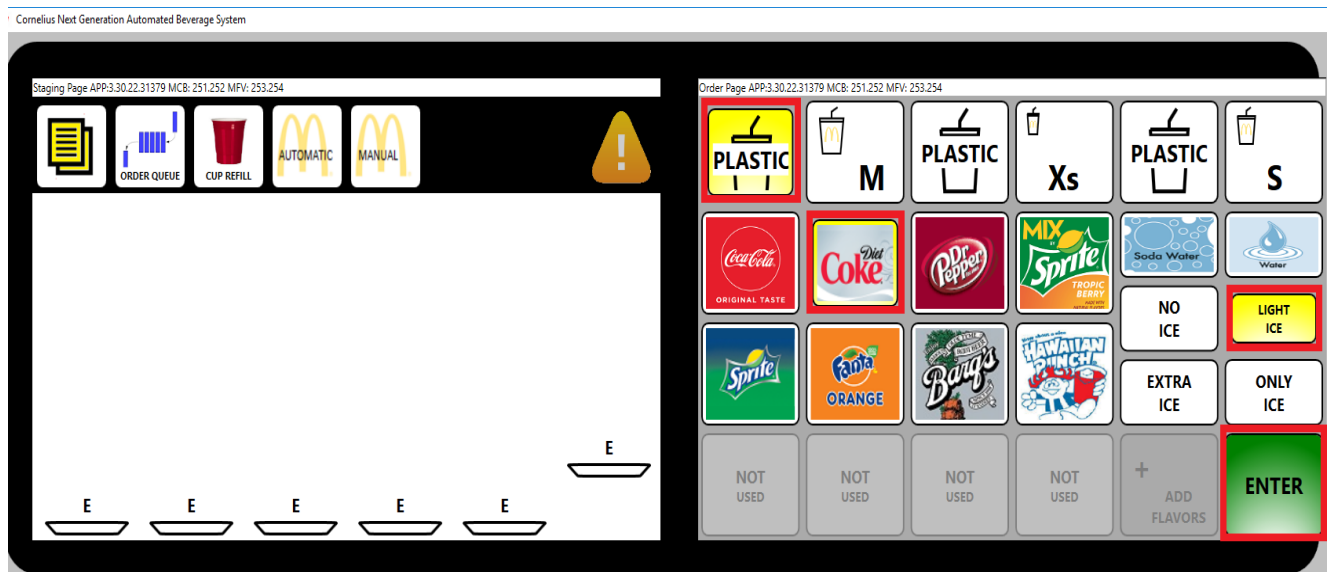 Cornelius Next Generation Automated Beverage System
Staging Page APP:3.30.22.31379 MCB: 251.252 MFV: 253.254
ORDER QUEUE
CUP REFILL
AUTOMATIC
MANUAL
!
E
E
E
E
E
E
Order Page APP:3.30.22.31379 MCB: 251.252 MFV: 253.254
PLASTIC
M
PLASTIC
Xs
PLASTIC
S
Coca-Cola
ORIGINAL TASTE
Diet
Coke
Dr
Pepper
MIX
BY
Sprite
TROPIC
BERRY
Soda Water
Water
NO
ICE
LIGHT
ICE
Sprite
Fanta
ORANGE
Barq's
HAWAIIAN
PUNCH
EXTRA
ICE
ONLY
ICE
NOT
USED
NOT
USED
NOT
USED
NOT
USED
+
ADD
FLAVORS
ENTER